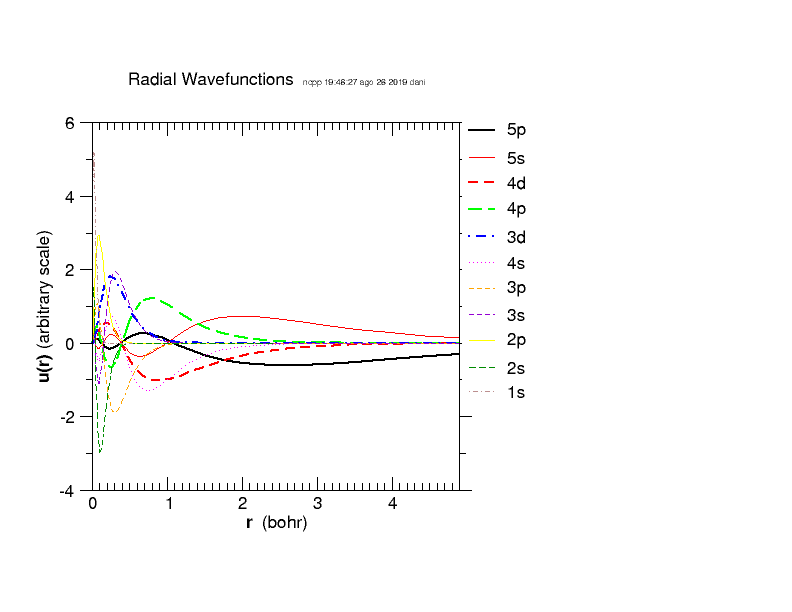 Radial Wavefunctions ncpp 19:46:27 ago 26 2019 dani
6
4
2
0
-2
-4
u(r) (arbitrary scale)
0 1 2 3 4
r (bohr)
5p
5s
4d
4p
3d
4s
3p
3s
2p
2s
1s